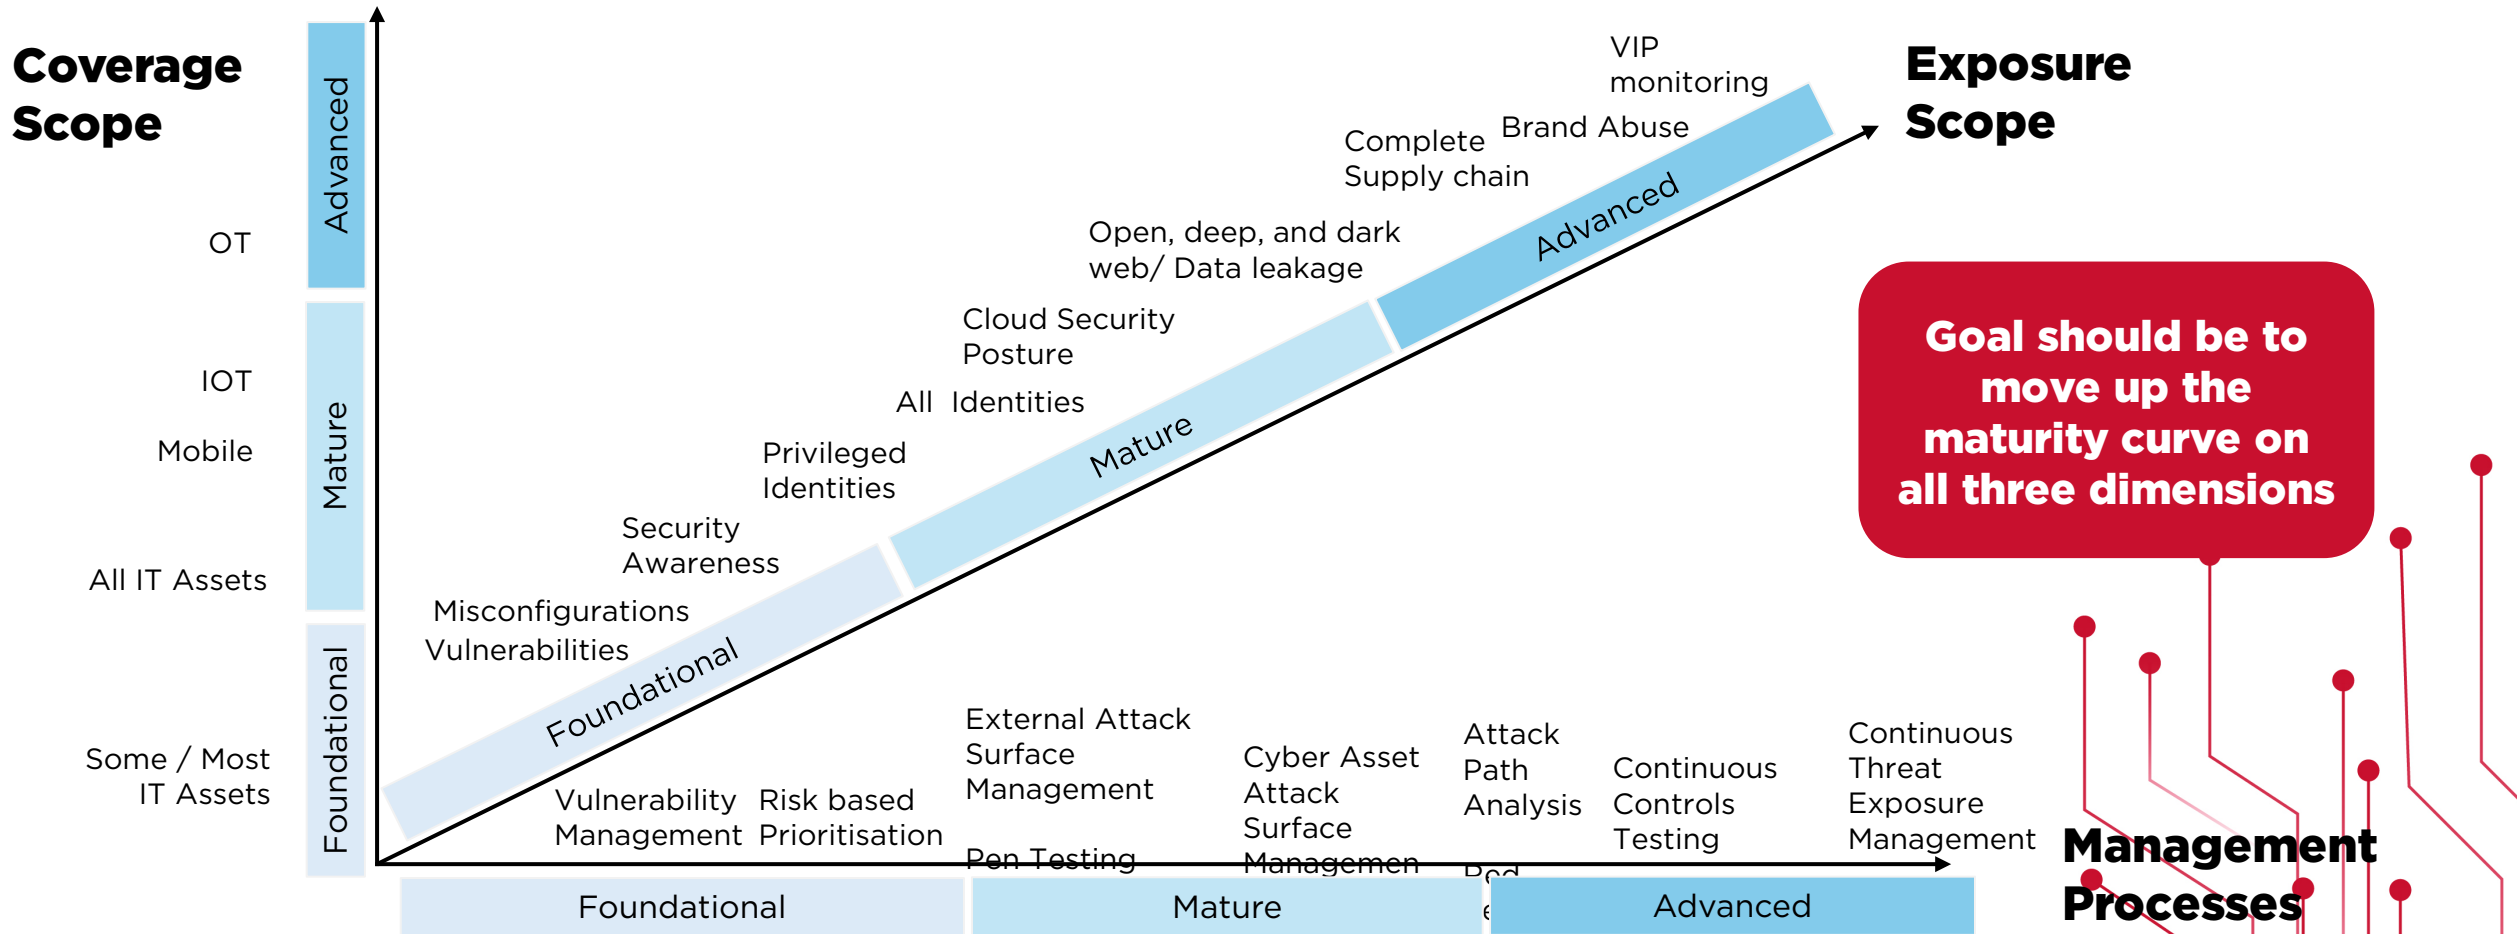 Coverage
Scope
Advanced
OT
Mature
IOT
Mobile
All IT Assets
Foundational
Some / Most
IT Assets
VIP
monitoring
Brand Abuse
Complete
Supply chain
Open, deep, and dark
web/ Data leakage
Cloud Security
Posture
All  Identities
Privileged
Identities
Security
Awareness
Misconfigurations
Vulnerabilities
Advanced
Mature
Foundational
Exposure
Scope
Goal should be to
move up the
maturity curve on
all three dimensions
Vulnerability
Management
Risk based
Prioritisation
External Attack
Surface
Management
Pen Testing
Cyber Asset
Attack
Surface
Managemen
Attack
Path
Analysis
Red
Continuous
Controls
Testing
Continuous
Threat
Exposure
Management
Management
Processes
Foundational
Mature
Advanced